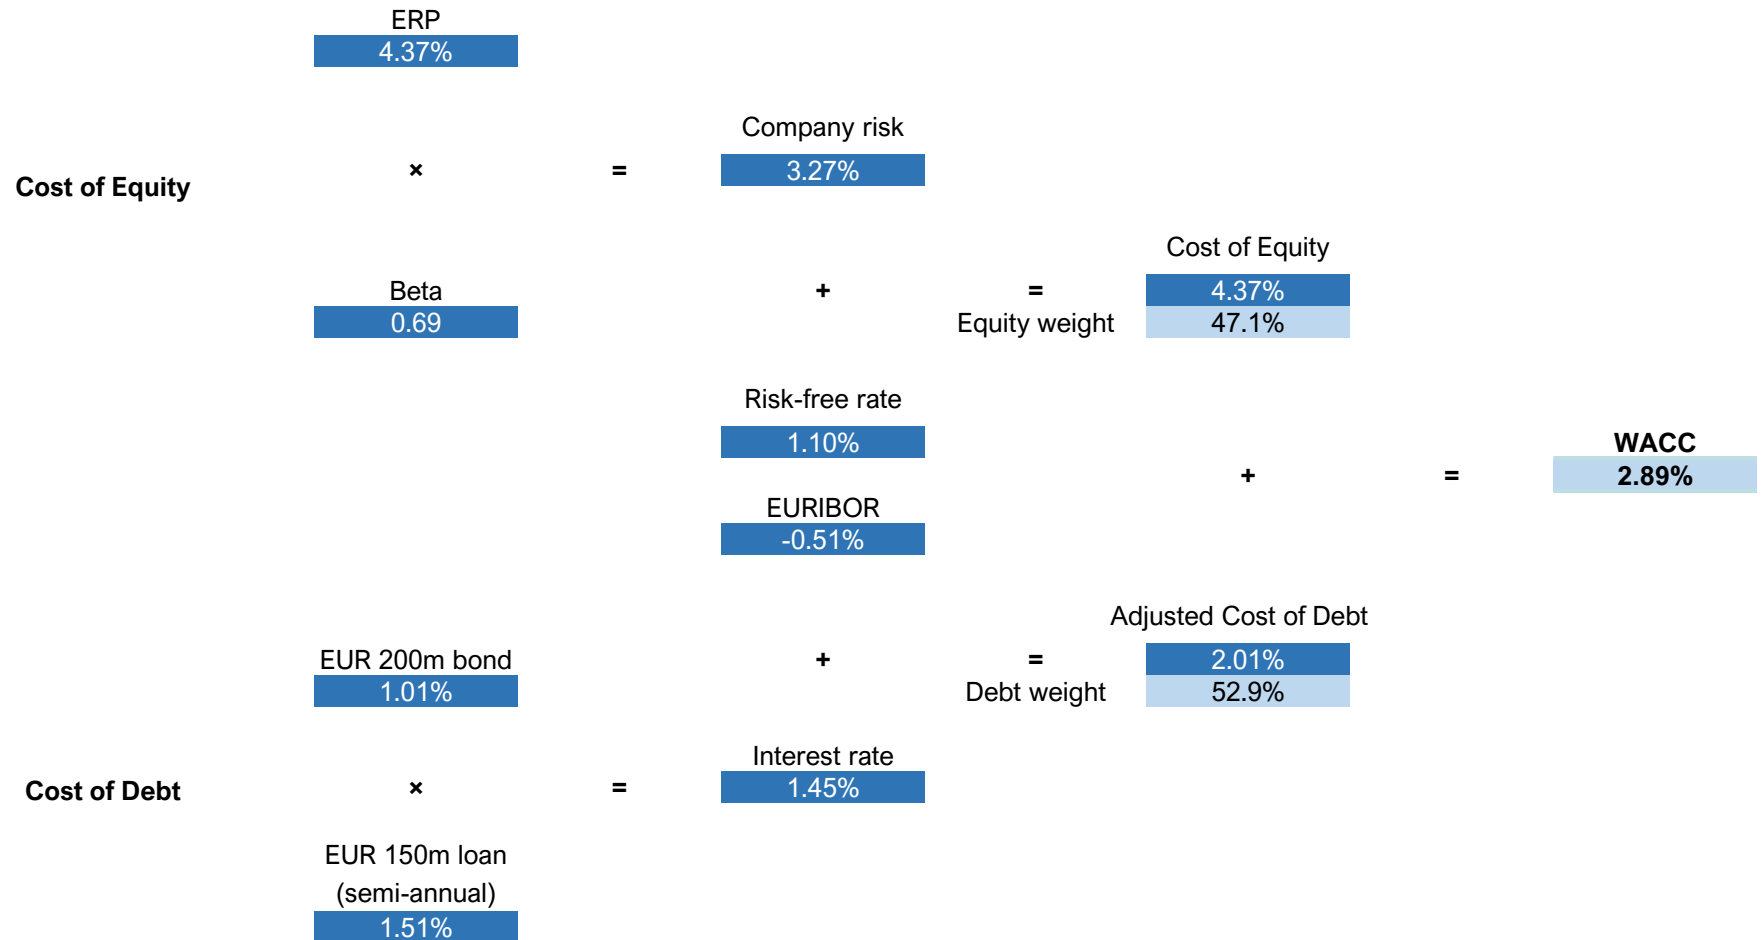 ERP
4.37%
Company risk
Cost of Equity
×
=
3.27%
Cost of Equity
Beta
+
=
4.37%
0.69
Equity weight
47.1%
Risk-free rate
1.10%
WACC
+
=
2.89%
EURIBOR
-0.51%
Adjusted Cost of Debt
EUR 200m bond
+
=
2.01%
1.01%
Debt weight
52.9%
Interest rate
Cost of Debt
×
=
1.45%
EUR 150m loan
(semi-annual)
1.51%